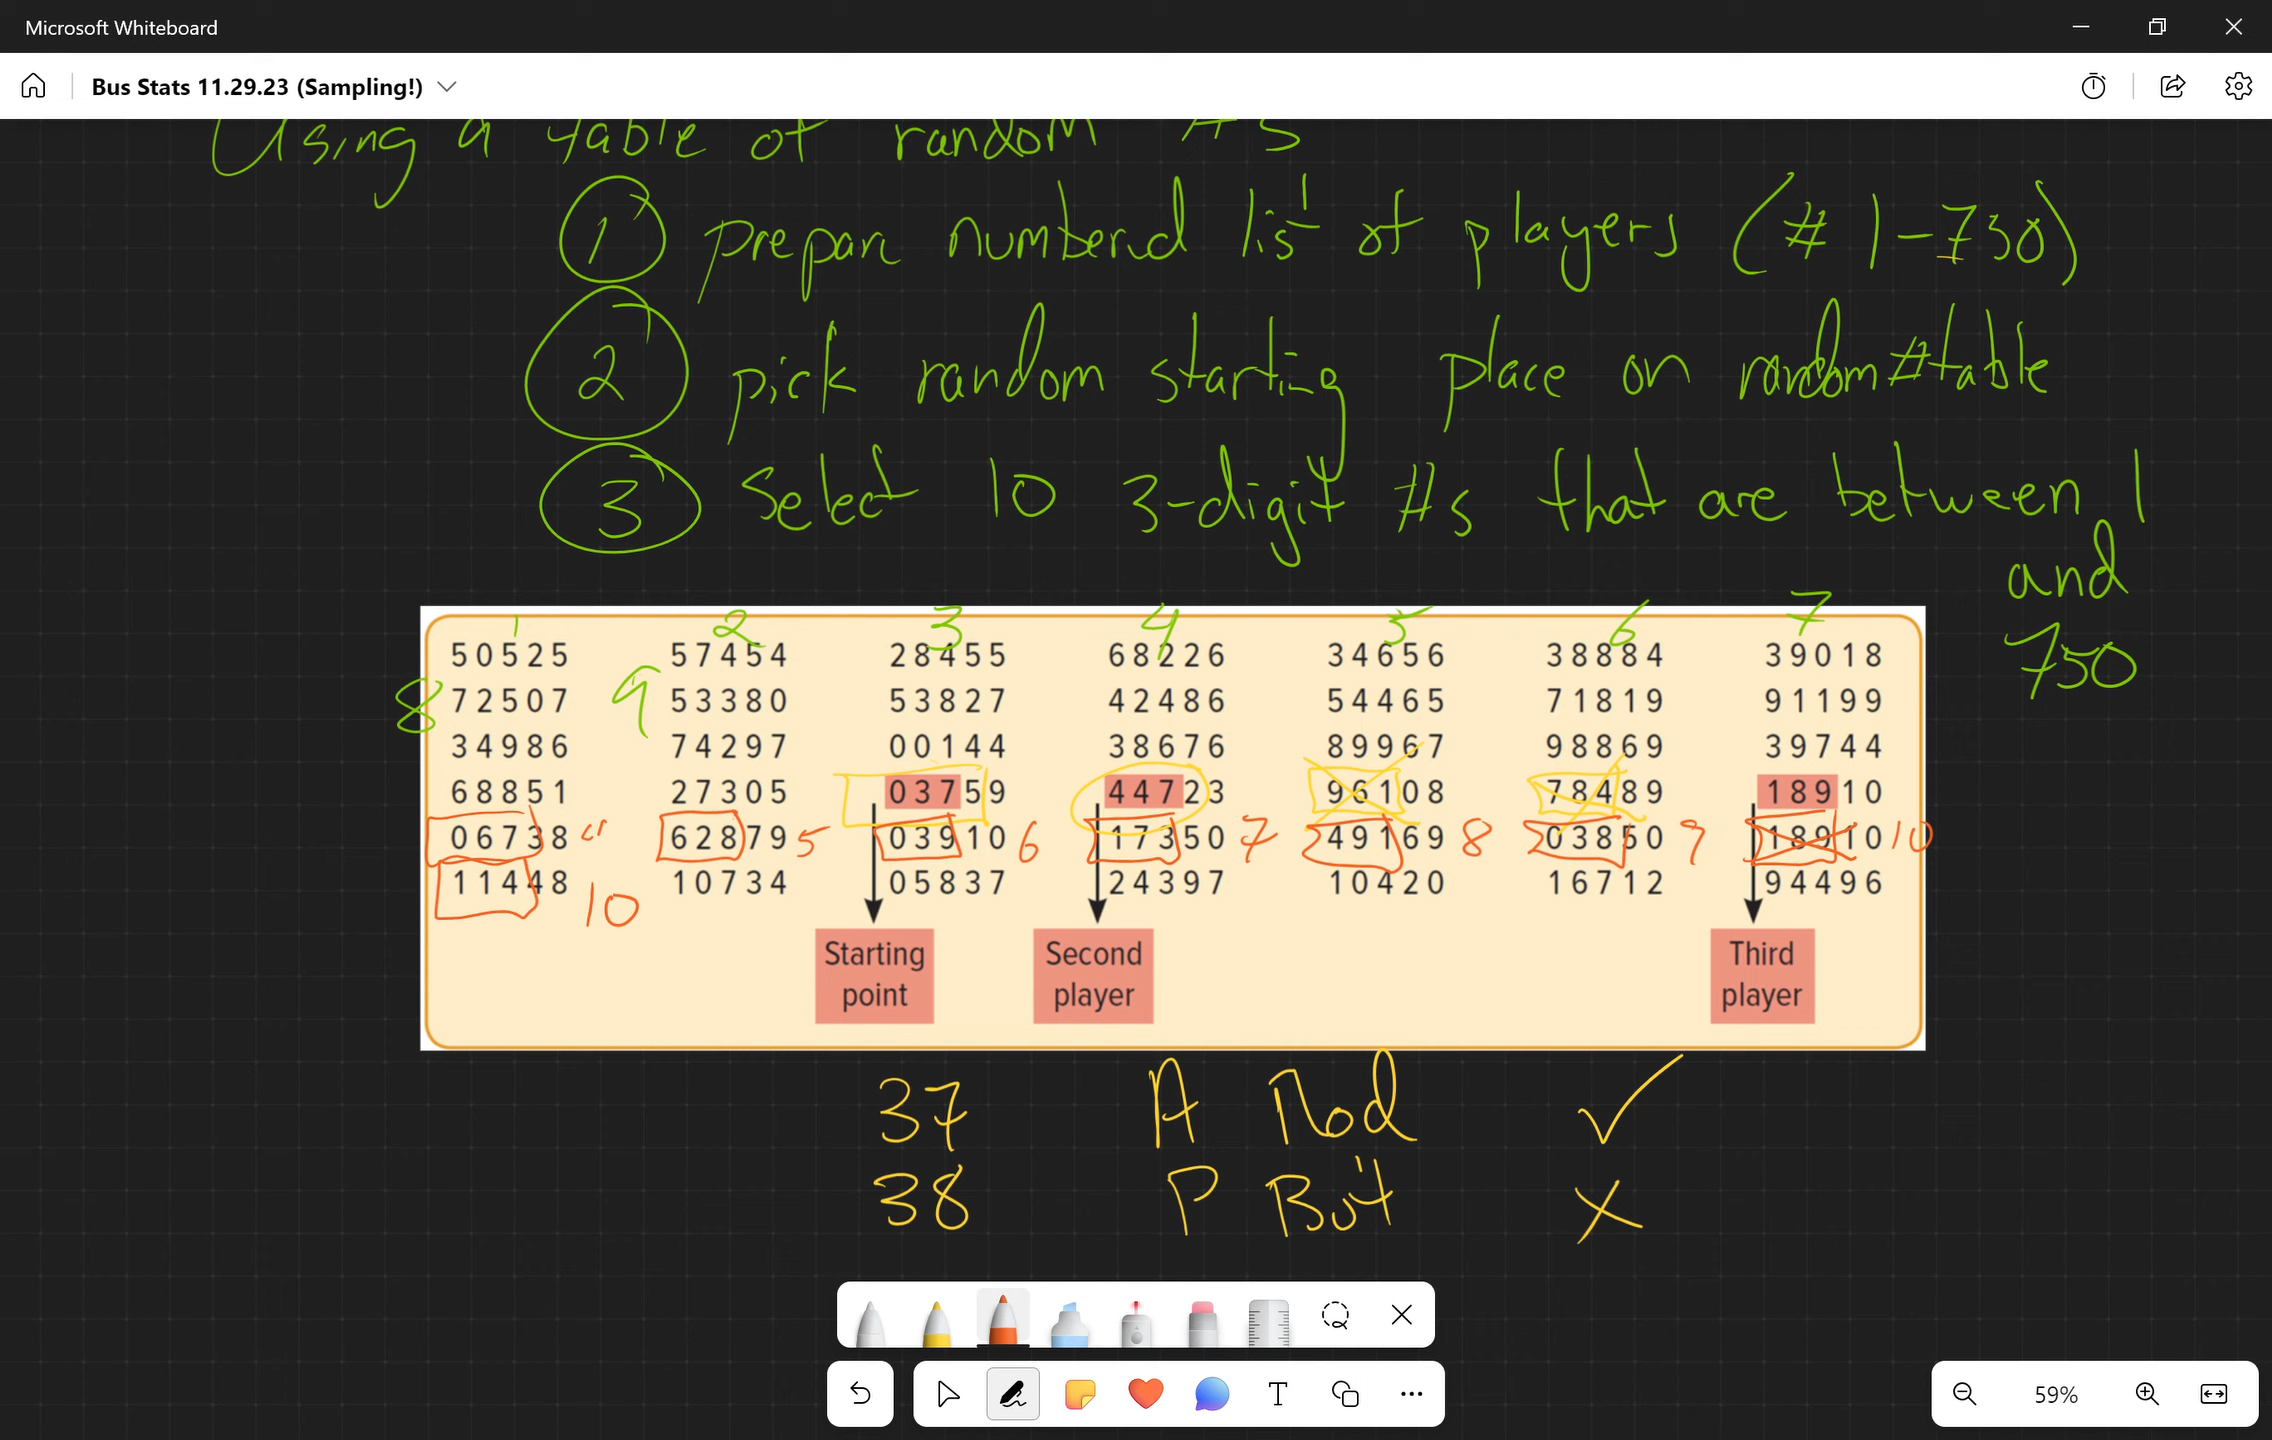 Microsoft Whiteboard
Bus Stats 11.29.23 (Sampling!)
Using a table of random #s
1 prepare numbered list of players (# 1-730)
2 pick random starting place on random # table
3 Select 10 3-digit #s that are between 1
and
750
1 2 3 4 5 6 7
50525 57454 28455 68226 34656 38884 39018
8 72507 9 53380 53827 42486 54465 71819 91199
34986 74297 00144 38676 89967 98869 39744
68851 27305 03759 44723 96108 78489 18910
06738 62879 5 03910 6 17350 7 49169 8 03850 9 18910 10
11448 10 10734 05837 24397 10420 16712 94496
Starting point
Second player
Third player
37 A Nod ✓
38 P Boit X
59%